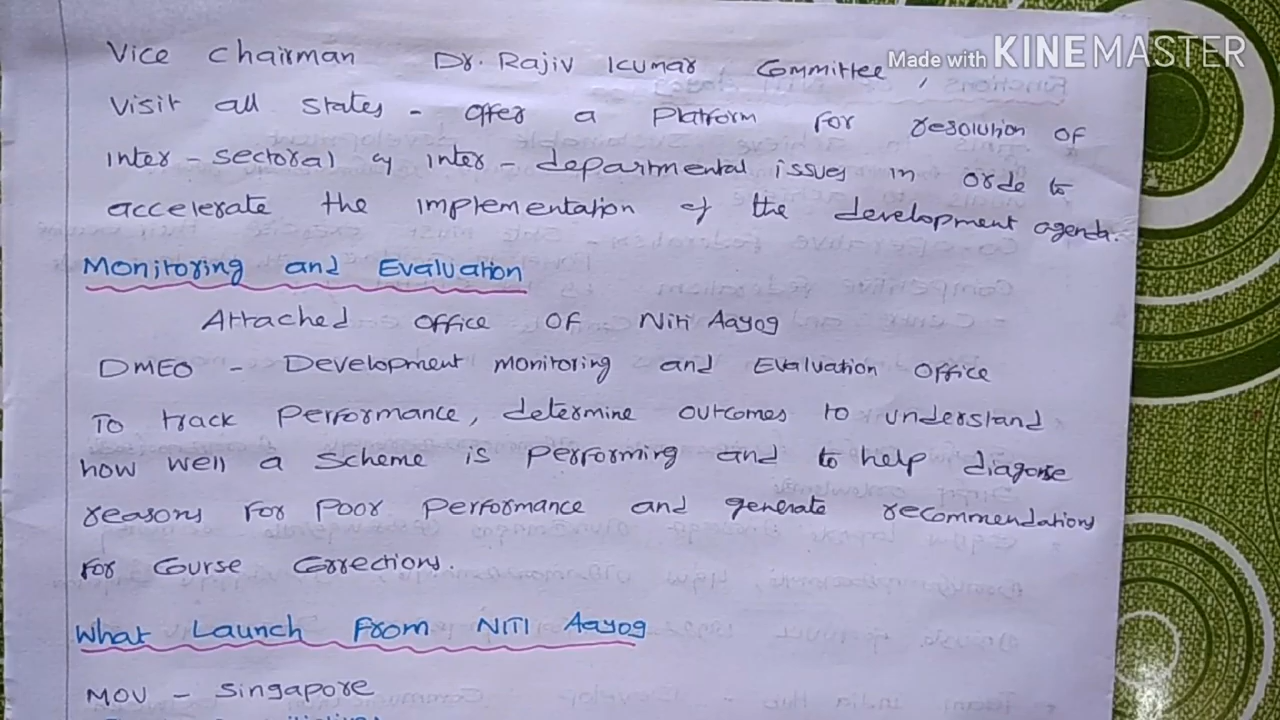 Made with KINEMASTER
Vice chairman Dr. Rajiv Kumar, Committee,
Visit all states - offer a Platform for resolution of
inter - sectoral & inter - departmental issues in orde to
accelerate the implementation of the development agenda.
Monitoring and Evaluation
Attached office of Niti Aayog
DMEO - Development monitoring and Evaluation office
To track Performance, determine outcomes to understand
how well a scheme is performing and to help diagonse
reasons for poor performance and generate recommendations
for course corrections.
What Launch From NITI Aayog
MOU - Singapore